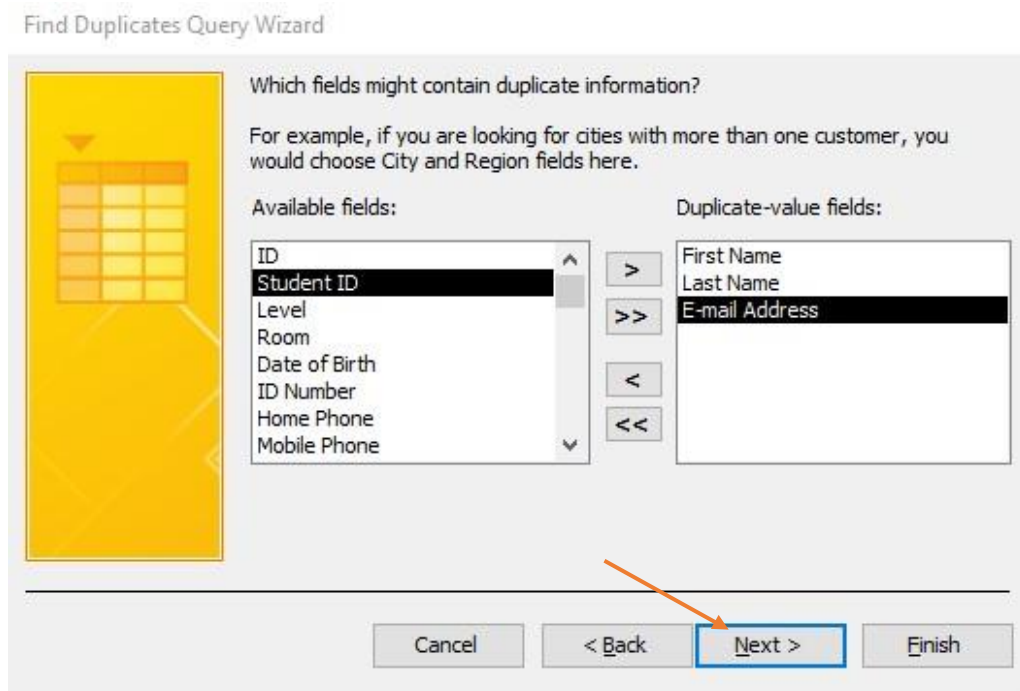 Find Duplicates Query Wizard
Which fields might contain duplicate information?
For example, if you are looking for cities with more than one customer, you
would choose City and Region fields here.
Available fields:
Duplicate-value fields:
ID
Student ID
Level
Room
Date of Birth
ID Number
Home Phone
Mobile Phone
>
>>
<
<<
First Name
Last Name
E-mail Address
Cancel
< Back
Next >
Finish